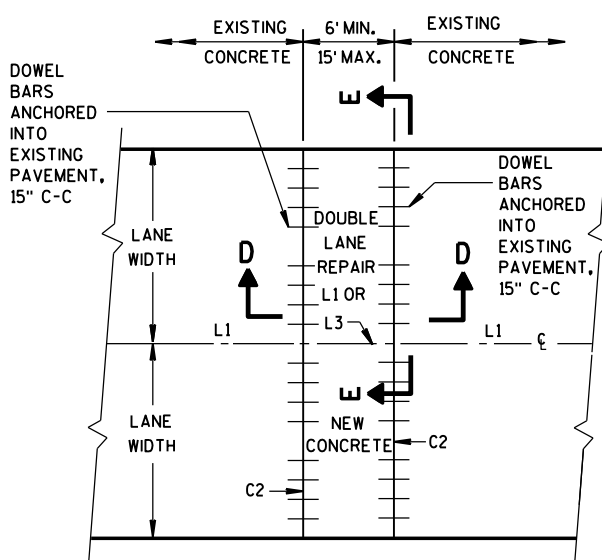 EXISTING
CONCRETE
6' MIN.
15' MAX.
EXISTING
CONCRETE
DOWEL
BARS
ANCHORED
INTO
EXISTING
PAVEMENT,
15" C-C
E
DOWEL
BARS
ANCHORED
INTO
EXISTING
PAVEMENT,
15" C-C
LANE
WIDTH
DOUBLE
LANE
REPAIR
L1 OR
L3
D
D
L1
L1
℄
E
LANE
WIDTH
NEW
CONCRETE
C2
C2